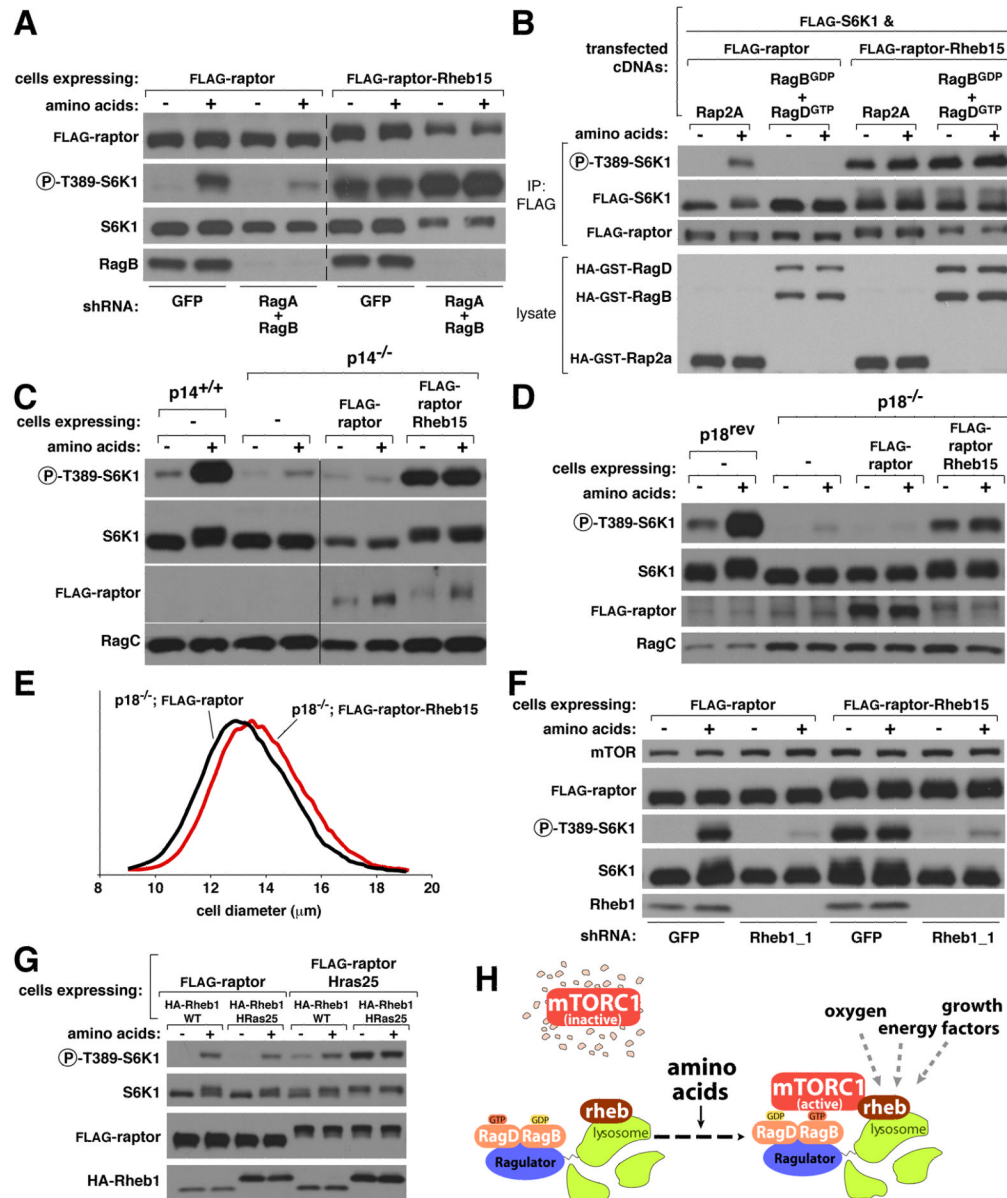 A
cells expressing: FLAG-raptor FLAG-raptor-Rheb15
amino acids: - + - + - + - +
FLAG-raptor
Ⓟ-T389-S6K1
S6K1
RagB
shRNA: GFP RagA + RagB GFP RagA + RagB
B
FLAG-S6K1 &
transfected cDNAs:
FLAG-raptor FLAG-raptor-Rheb15
Rap2A RagB^GDP + RagD^GTP Rap2A RagB^GDP + RagD^GTP
amino acids: - + - + - + - +
IP: FLAG
Ⓟ-T389-S6K1
FLAG-S6K1
FLAG-raptor
lysate
HA-GST-RagD
HA-GST-RagB
HA-GST-Rap2a
C
p14+/+ p14-/-
cells expressing: - - FLAG-raptor FLAG-raptor Rheb15
amino acids: - + - + - + - +
Ⓟ-T389-S6K1
S6K1
FLAG-raptor
RagC
D
p18rev p18-/-
cells expressing: - - FLAG-raptor FLAG-raptor Rheb15
amino acids: - + - + - + - +
Ⓟ-T389-S6K1
S6K1
FLAG-raptor
RagC
E
p18-/-; FLAG-raptor
p18-/-; FLAG-raptor-Rheb15
8 10 12 14 16 18 20
cell diameter (μm)
F
cells expressing: FLAG-raptor FLAG-raptor-Rheb15
amino acids: - + - + - + - +
mTOR
FLAG-raptor
Ⓟ-T389-S6K1
S6K1
Rheb1
shRNA: GFP Rheb1_1 GFP Rheb1_1
G
cells expressing:
FLAG-raptor FLAG-raptor Hras25
HA-Rheb1 WT HA-Rheb1 HRas25 HA-Rheb1 WT HA-Rheb1 HRas25
amino acids: - + - + - + - +
Ⓟ-T389-S6K1
S6K1
FLAG-raptor
HA-Rheb1
H
mTORC1
(inactive)
GTP GDP
RagD RagB
Ragulator
rheb
lysosome
amino
acids
oxygen
energy
growth
factors
mTORC1
(active)
rheb
GDP GTP
RagD RagB
lysosome
Ragulator